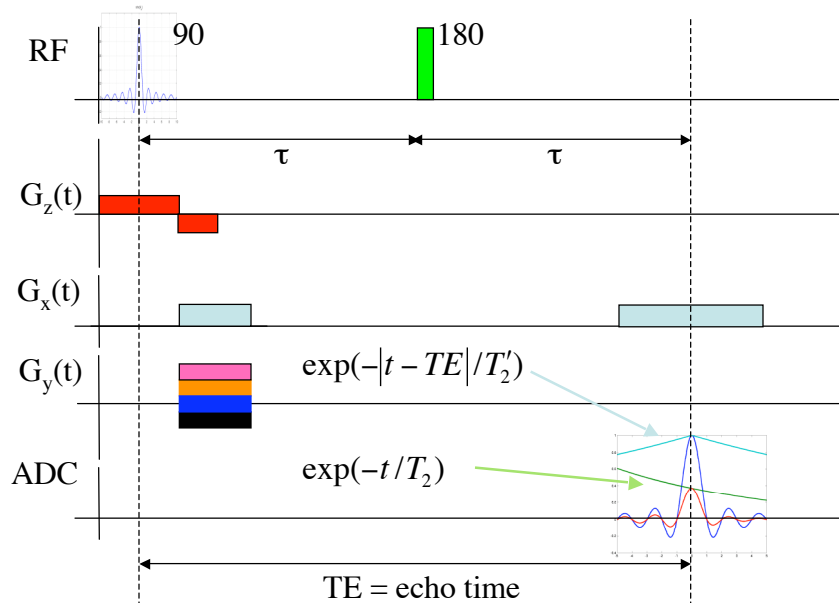 RF
90
180
τ
τ
G_z(t)
G_x(t)
G_y(t)
exp(−|t − TE|/T₂′)
ADC
exp(−t/T₂)
TE = echo time